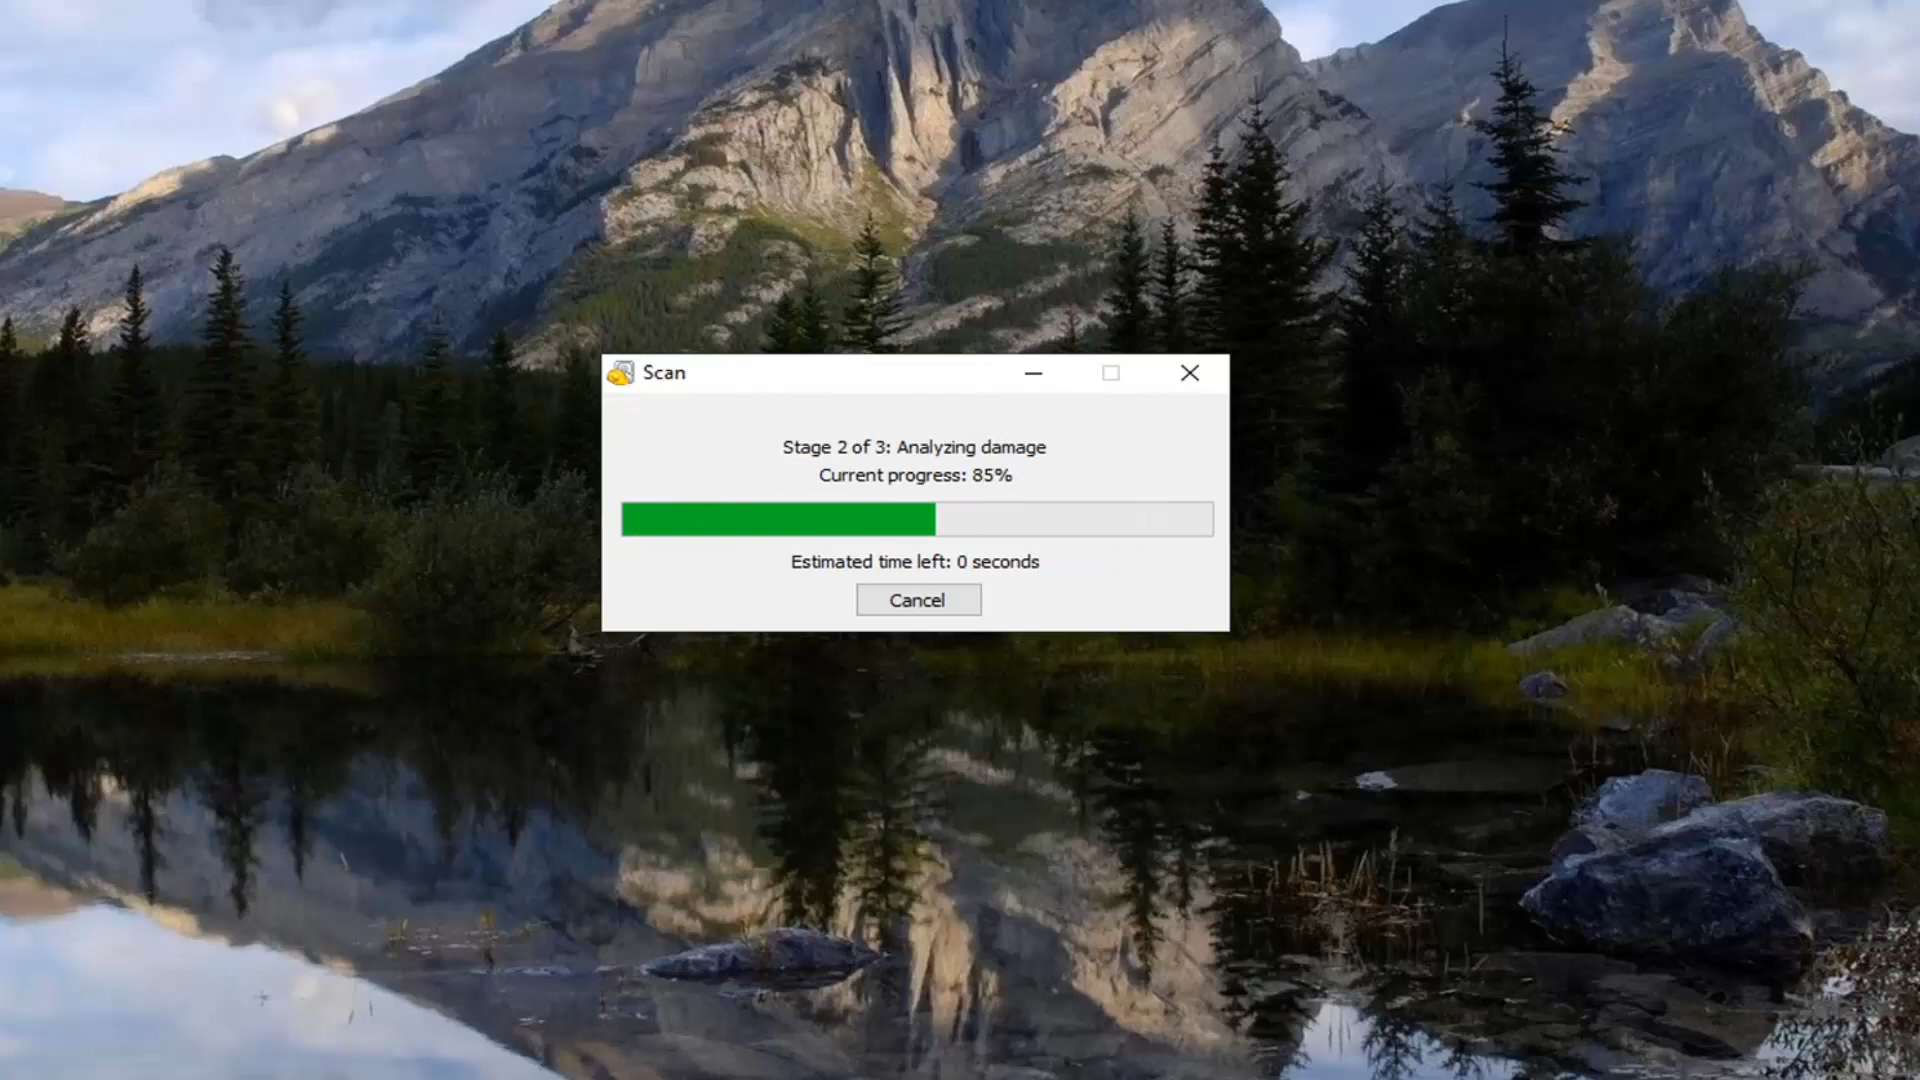 Scan
Stage 2 of 3: Analyzing damage
Current progress: 85%
Estimated time left: 0 seconds
Cancel